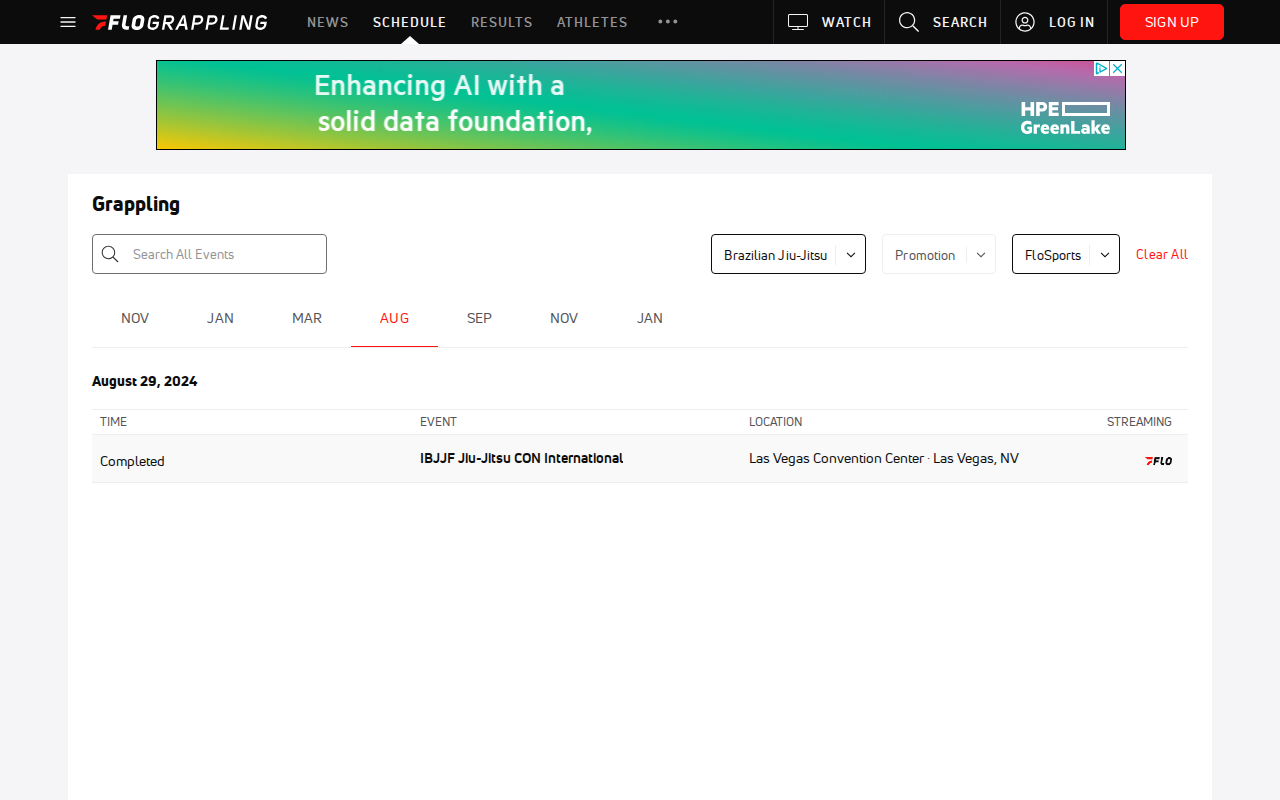 FLOGRAPPLING NEWS SCHEDULE RESULTS ATHLETES WATCH SEARCH LOG IN SIGN UP
Enhancing AI with a
solid data foundation,
HPE
GreenLake
Grappling
Search All Events Brazilian Jiu-Jitsu Promotion FloSports Clear All
NOV JAN MAR AUG SEP NOV JAN
August 29, 2024
TIME EVENT LOCATION STREAMING
Completed IBJJF Jiu-Jitsu CON International Las Vegas Convention Center · Las Vegas, NV FLO